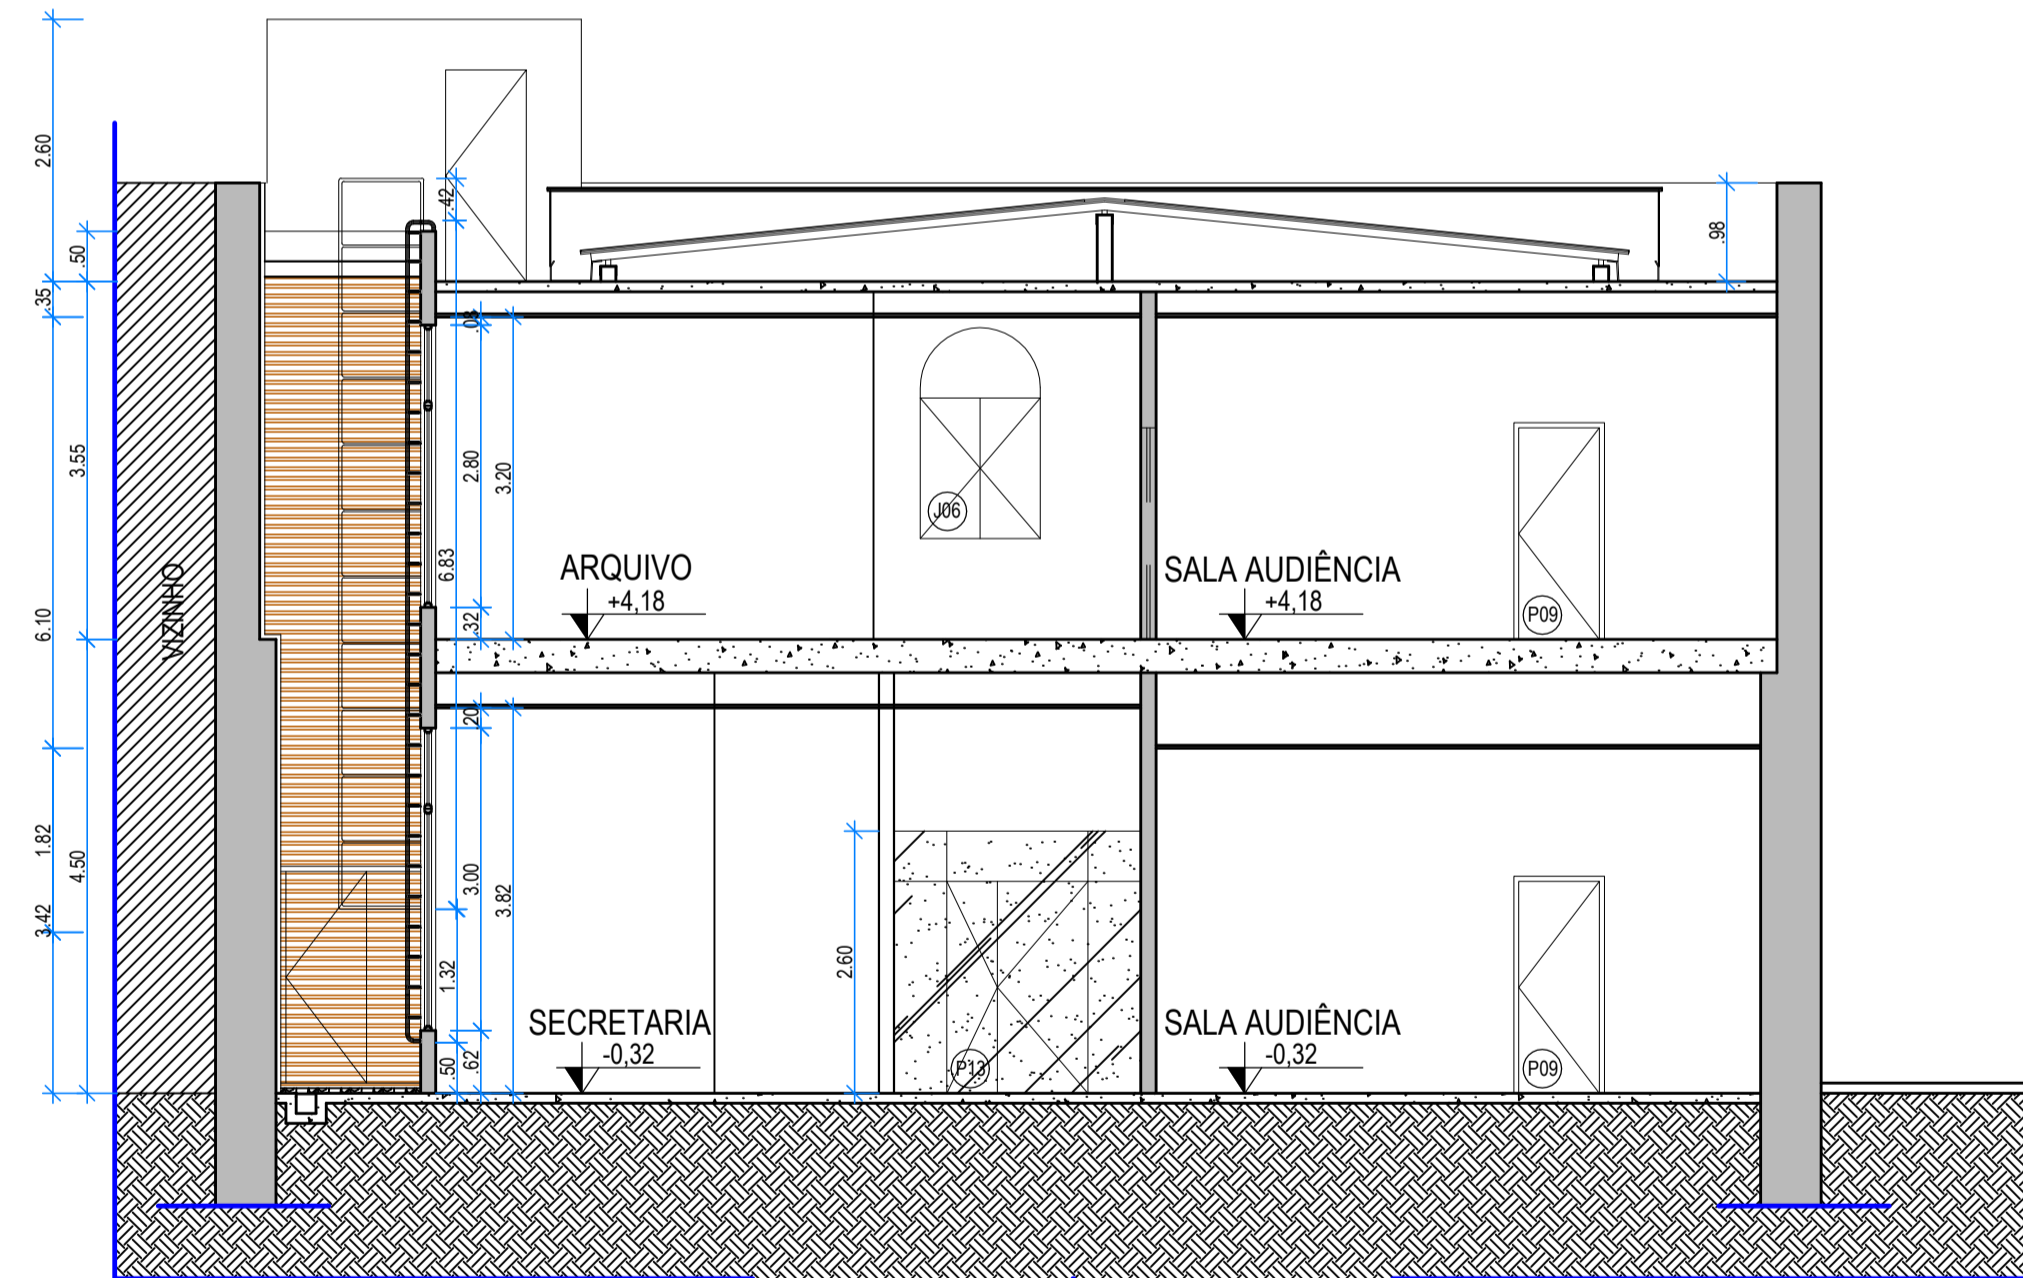 2.60
.50
.35
3.55
6.10
1.82
4.50
3.42
VIZINHO
.42
.98
.08
2.80
3.20
6.83
.32
J06
ARQUIVO
+4,18
SALA AUDIÊNCIA
+4,18
P09
.20
3.00
3.82
1.32
.50
.62
2.60
SECRETARIA
-0,32
P13
SALA AUDIÊNCIA
-0,32
P09